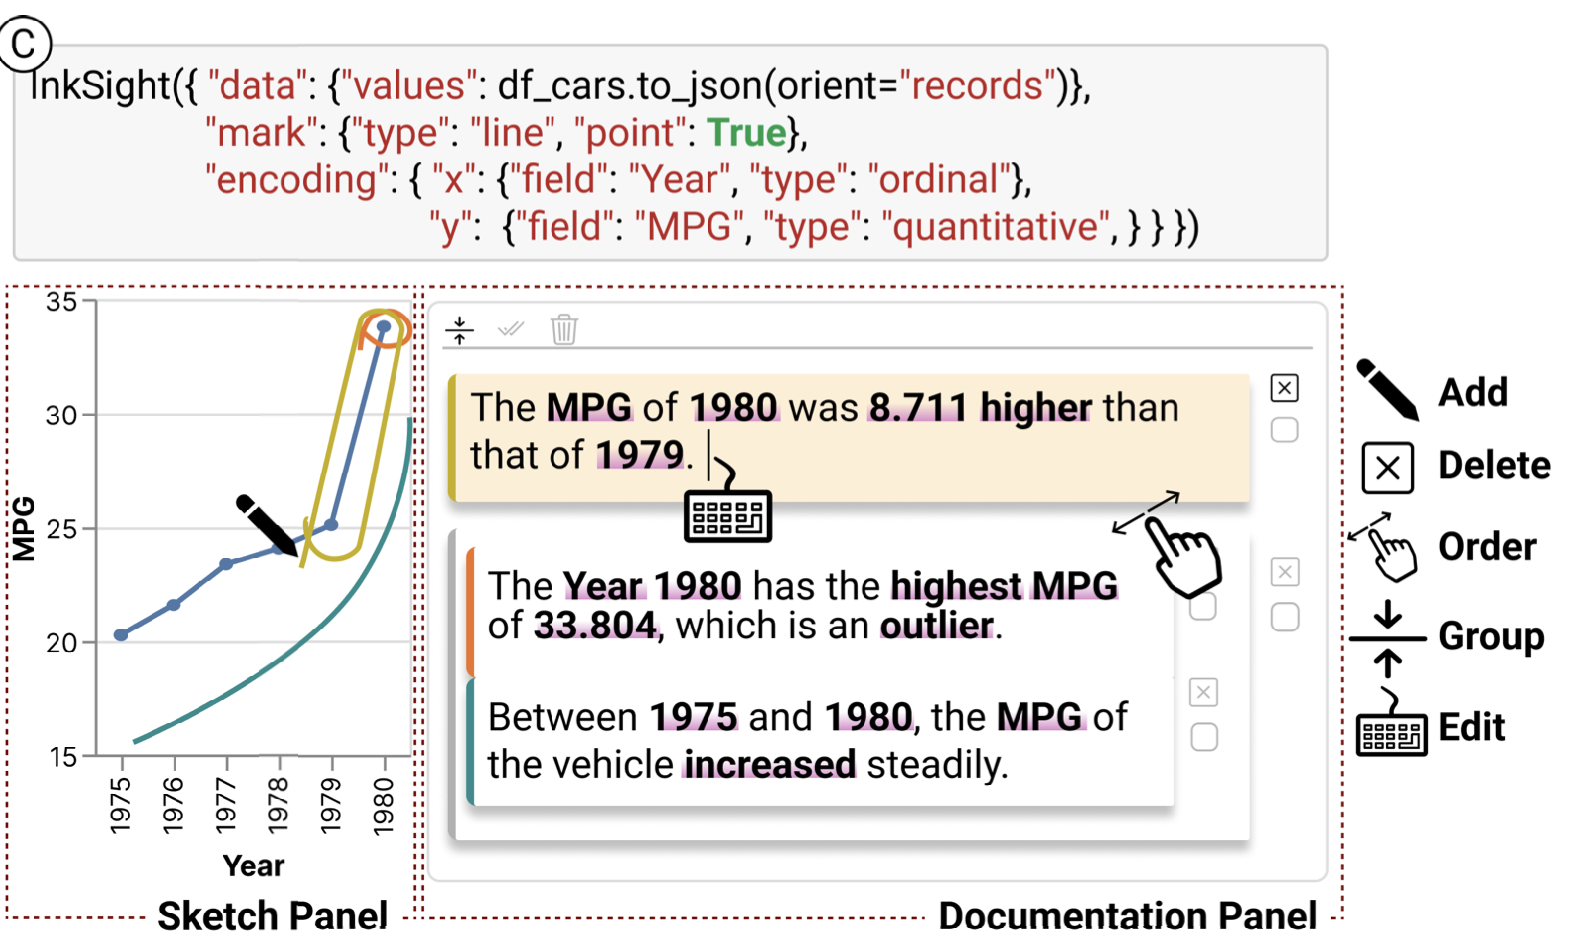 C
InkSight({ "data": {"values": df_cars.to_json(orient="records")},
"mark": {"type": "line", "point": True},
"encoding": { "x": {"field": "Year", "type": "ordinal"},
"y": {"field": "MPG", "type": "quantitative", } } })
35
30
25
20
15
MPG
1975
1976
1977
1978
1979
1980
Year
Sketch Panel
The MPG of 1980 was 8.711 higher than
that of 1979.
The Year 1980 has the highest MPG
of 33.804, which is an outlier.
Between 1975 and 1980, the MPG of
the vehicle increased steadily.
Documentation Panel
Add
Delete
Order
Group
Edit